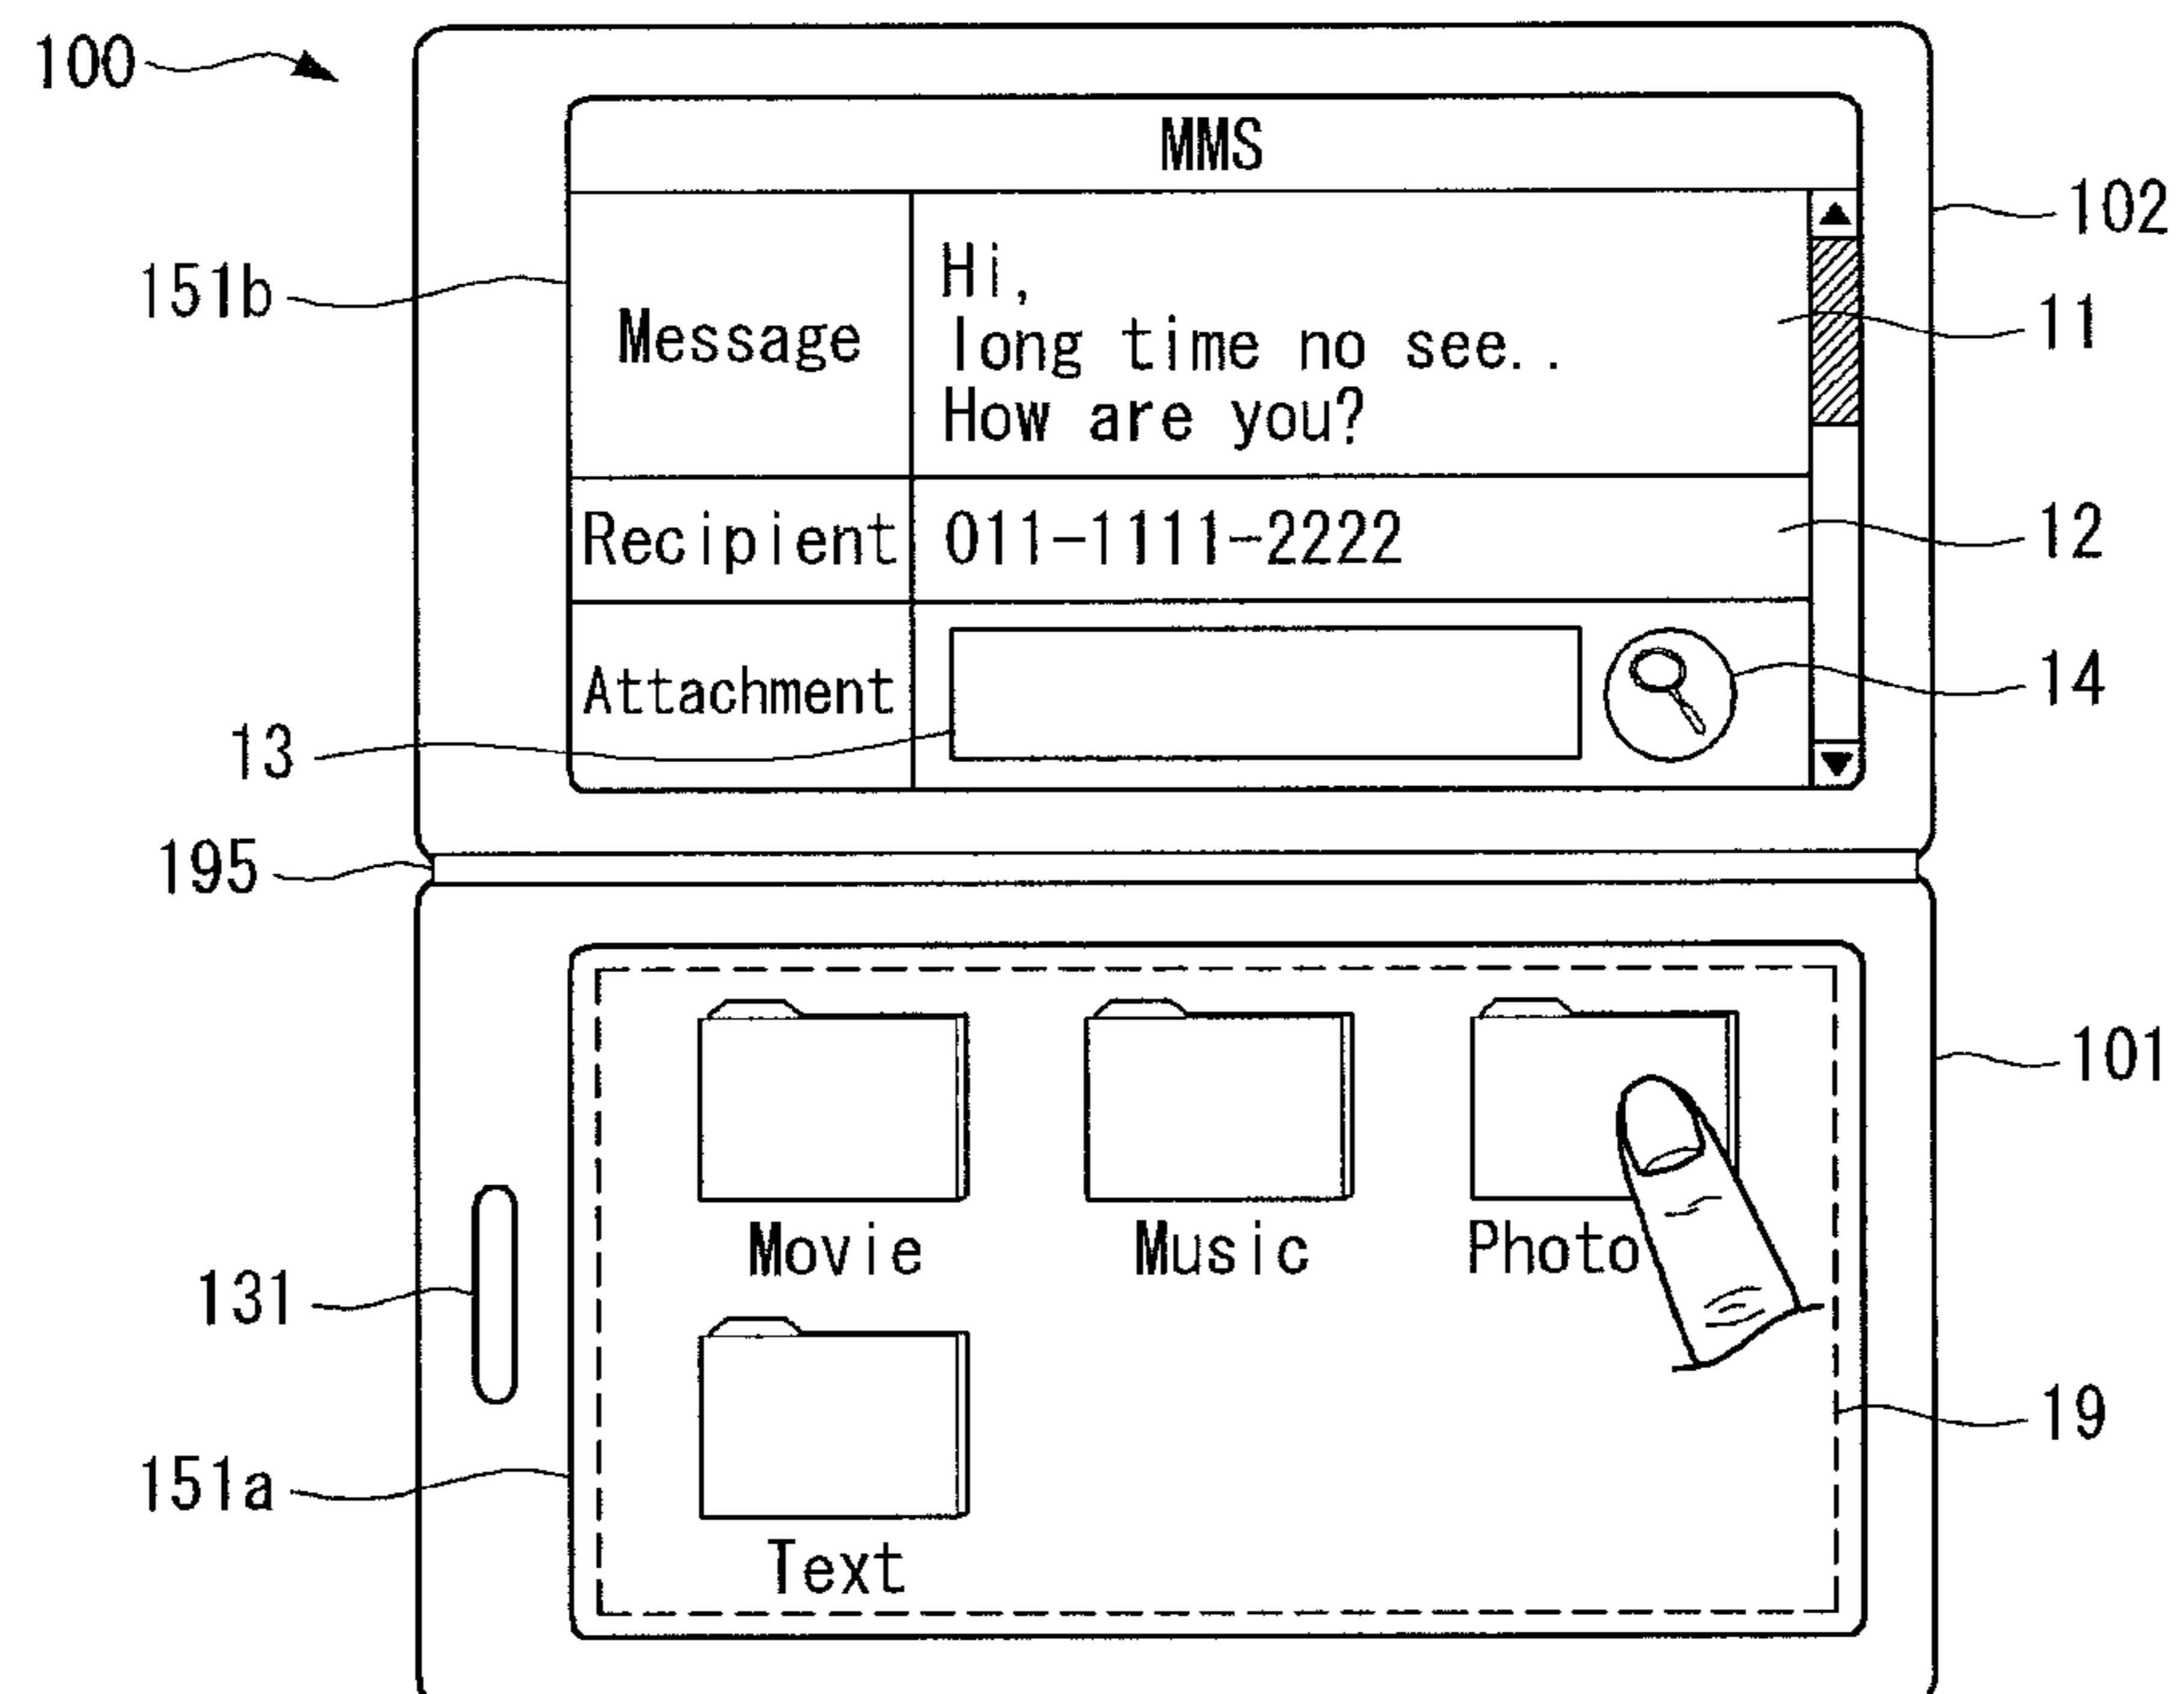 100
MMS
102
151b
Message
Hi,
long time no see..
How are you?
11
Recipient
011-1111-2222
12
Attachment
14
13
195
101
Movie
Music
Photo
131
19
151a
Text